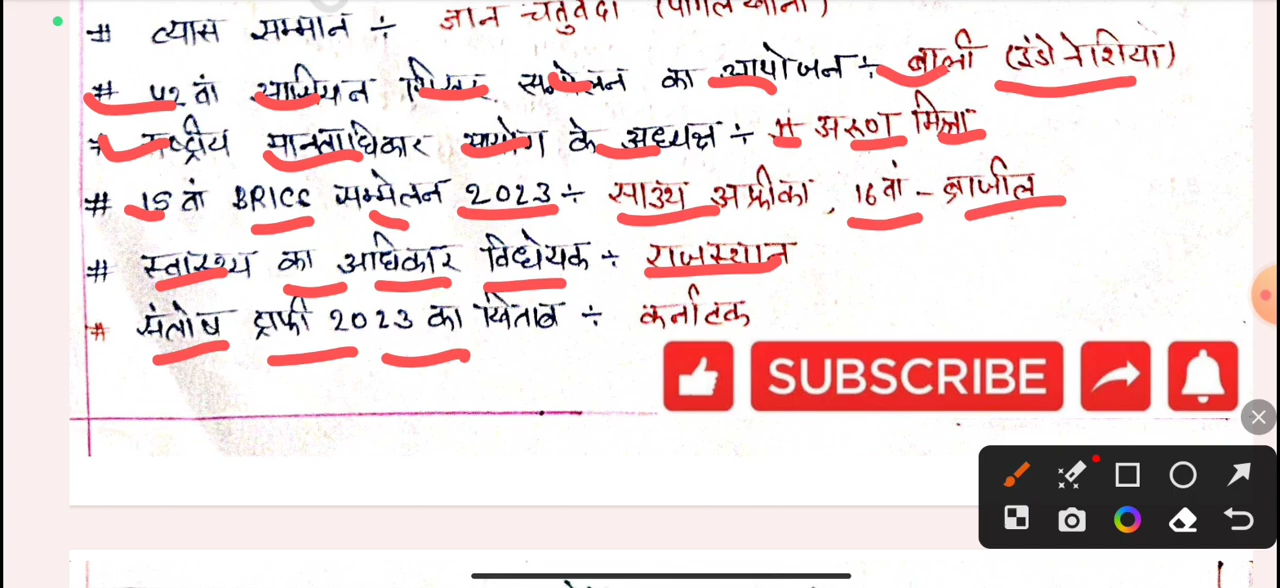 # व्यास सम्मान ÷ ज्ञान चतुर्वेदी (पागलखाना)
# 42 वां आसियान शिखर सम्मेलन का आयोजन ÷ बाली (इंडोनेशिया)
# राष्ट्रीय मानवाधिकार आयोग के अध्यक्ष ÷ # अरुण मिश्रा
# 15 वां BRICS सम्मेलन 2023 ÷ साउथ अफ्रीका, 16 वां - ब्राजील
# स्वास्थ्य का अधिकार विधेयक ÷ राजस्थान
# संतोष ट्राफी 2023 का खिताब ÷ कर्नाटक
SUBSCRIBE